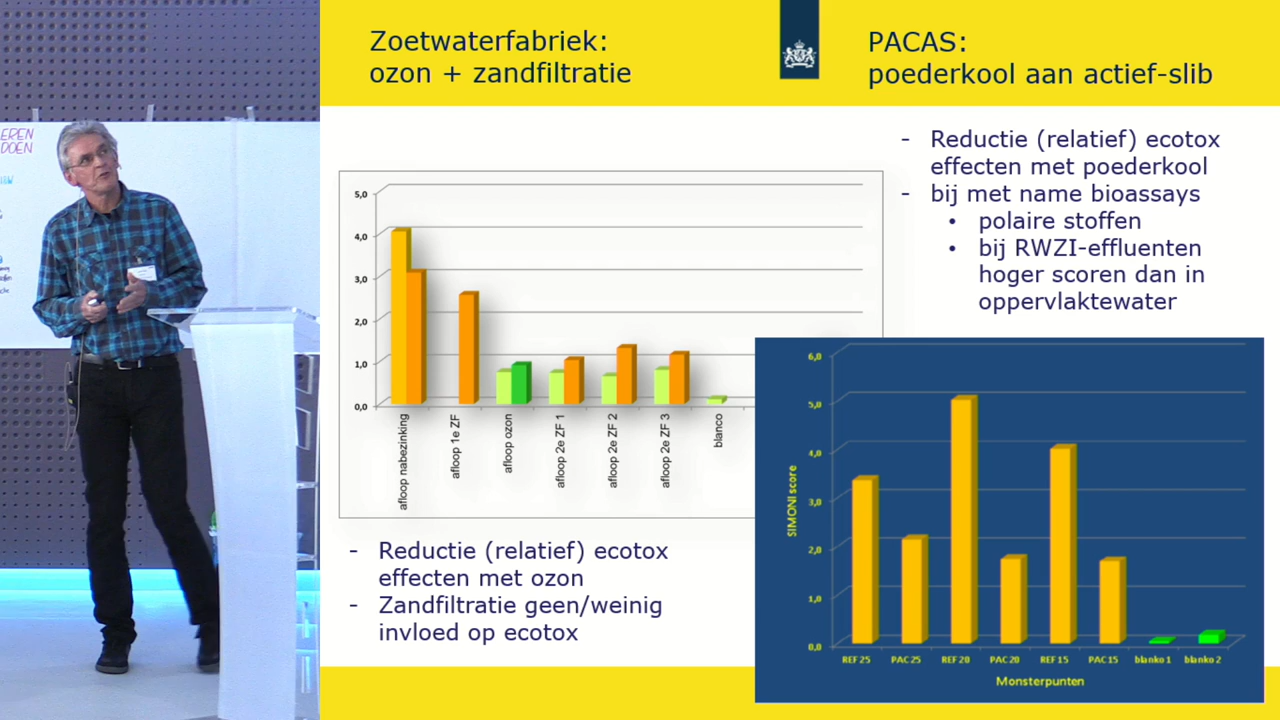 Zoetwaterfabriek:
ozon + zandfiltratie
PACAS:
poederkool aan actief-slib
EREN
DOEN
- Reductie (relatief) ecotox
effecten met poederkool
- bij met name bioassays
• polaire stoffen
• bij RWZI-effluenten
hoger scoren dan in
oppervlaktewater
5,0
4,0
3,0
2,0
1,0
0,0
afloop nabezinking
afloop 1e ZF
afloop ozon
afloop 2e ZF 1
afloop 2e ZF 2
afloop 2e ZF 3
blanco
- Reductie (relatief) ecotox
effecten met ozon
- Zandfiltratie geen/weinig
invloed op ecotox
SIMONI score
6,0
5,0
4,0
3,0
2,0
1,0
0,0
REF 25
PAC 25
REF 20
PAC 20
REF 15
PAC 15
blanko 1
blanko 2
Monsterpunten